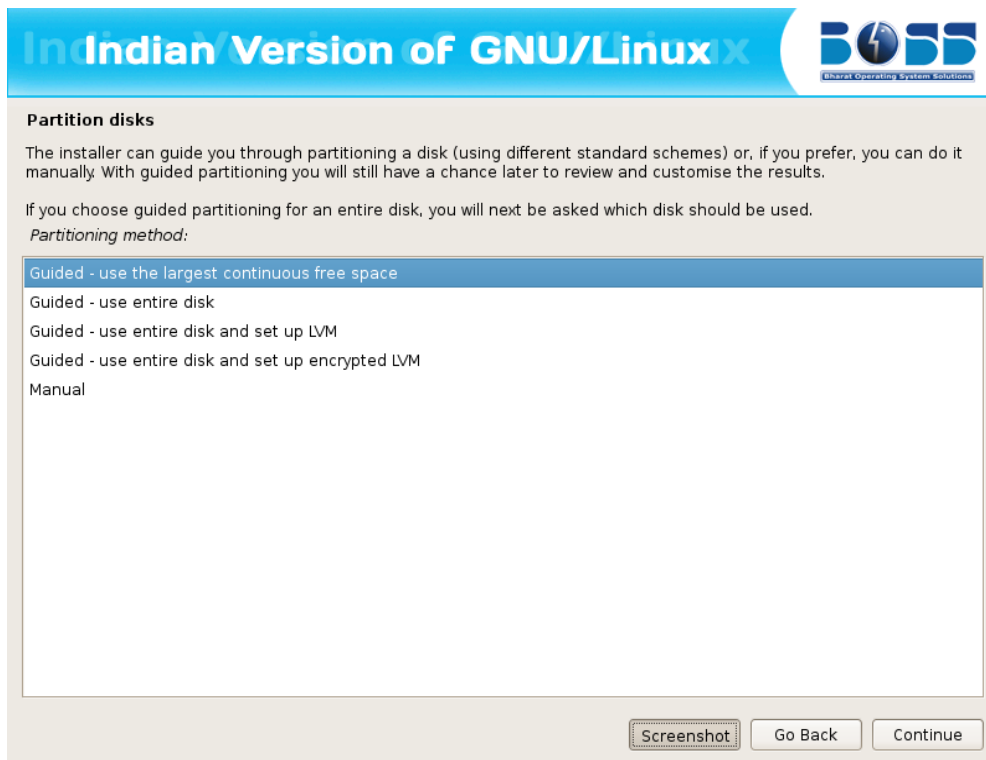 Indian Version of GNU/Linux
BOSS
Bharat Operating System Solutions
Partition disks
The installer can guide you through partitioning a disk (using different standard schemes) or, if you prefer, you can do it
manually. With guided partitioning you will still have a chance later to review and customise the results.
If you choose guided partitioning for an entire disk, you will next be asked which disk should be used.
Partitioning method:
Guided - use the largest continuous free space
Guided - use entire disk
Guided - use entire disk and set up LVM
Guided - use entire disk and set up encrypted LVM
Manual
Screenshot
Go Back
Continue